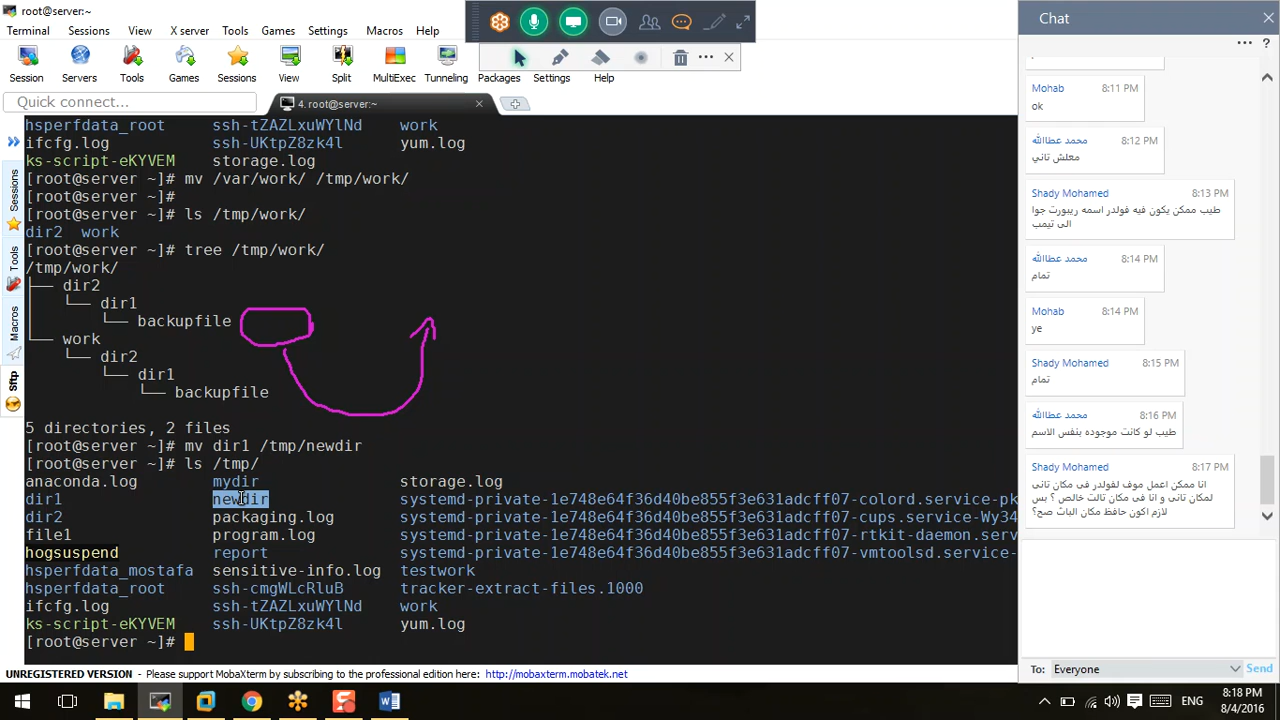 root@server:~
Terminal Sessions View X server Tools Games Settings Macros Help
Session Servers Tools Games Sessions View Split MultiExec Tunneling Packages Settings Help
Quick connect...
4. root@server:~
Sessions
Tools
Macros
Sftp
hsperfdata_root ssh-tZAZLxuWYlNd work
ifcfg.log ssh-UKtpZ8zk4l yum.log
ks-script-eKYVEM storage.log
[root@server ~]# mv /var/work/ /tmp/work/
[root@server ~]#
[root@server ~]# ls /tmp/work/
dir2 work
[root@server ~]# tree /tmp/work/
/tmp/work/
├── dir2
│   └── dir1
│       └── backupfile
└── work
    └── dir2
        └── dir1
            └── backupfile
5 directories, 2 files
[root@server ~]# mv dir1 /tmp/newdir
[root@server ~]# ls /tmp/
anaconda.log mydir storage.log
dir1 newdir systemd-private-1e748e64f36d40be855f3e631adcff07-colord.service-pk
dir2 packaging.log systemd-private-1e748e64f36d40be855f3e631adcff07-cups.service-Wy34
file1 program.log systemd-private-1e748e64f36d40be855f3e631adcff07-rtkit-daemon.serv
hogsuspend report systemd-private-1e748e64f36d40be855f3e631adcff07-vmtoolsd.service-
hsperfdata_mostafa sensitive-info.log testwork
hsperfdata_root ssh-cmgWLcRluB tracker-extract-files.1000
ifcfg.log ssh-tZAZLxuWYlNd work
ks-script-eKYVEM ssh-UKtpZ8zk4l yum.log
[root@server ~]#
UNREGISTERED VERSION - Please support MobaXterm by subscribing to the professional edition here: http://mobaxterm.mobatek.net
Chat
?
Mohab 8:11 PM
ok
محمد عطاالله 8:12 PM
معلش تاني
Shady Mohamed 8:13 PM
طيب ممكن يكون فيه فولدر اسمه ريبورت جوا
الى تيمب
محمد عطاالله 8:14 PM
تمام
Mohab 8:14 PM
ye
Shady Mohamed 8:15 PM
تمام
محمد عطاالله 8:16 PM
طيب لو كانت موجوده بنفس الاسم
Shady Mohamed 8:17 PM
ممكن اعمل موف لفولدر فى مكان تانى
لمكان تانى و انا فى مكان تالت خالص ؟ بس
لازم اكون حافظ مكان البات صح؟
To: Everyone Send
ENG
8:18 PM
8/4/2016